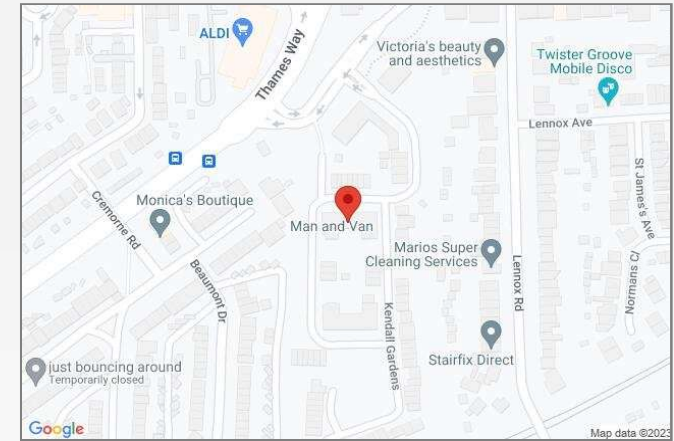 ALDI
Thames Way
Victoria's beauty
and aesthetics
Twister Groove
Mobile Disco
Lennox Ave
St James's Ave
Cremorne Rd
Monica's Boutique
Man and Van
Marios Super
Cleaning Services
Beaumont Dr
Lennox Rd
Normans Cl
Kendall Gardens
Stairfix Direct
just bouncing around
Temporarily closed
Google
Map data ©2023